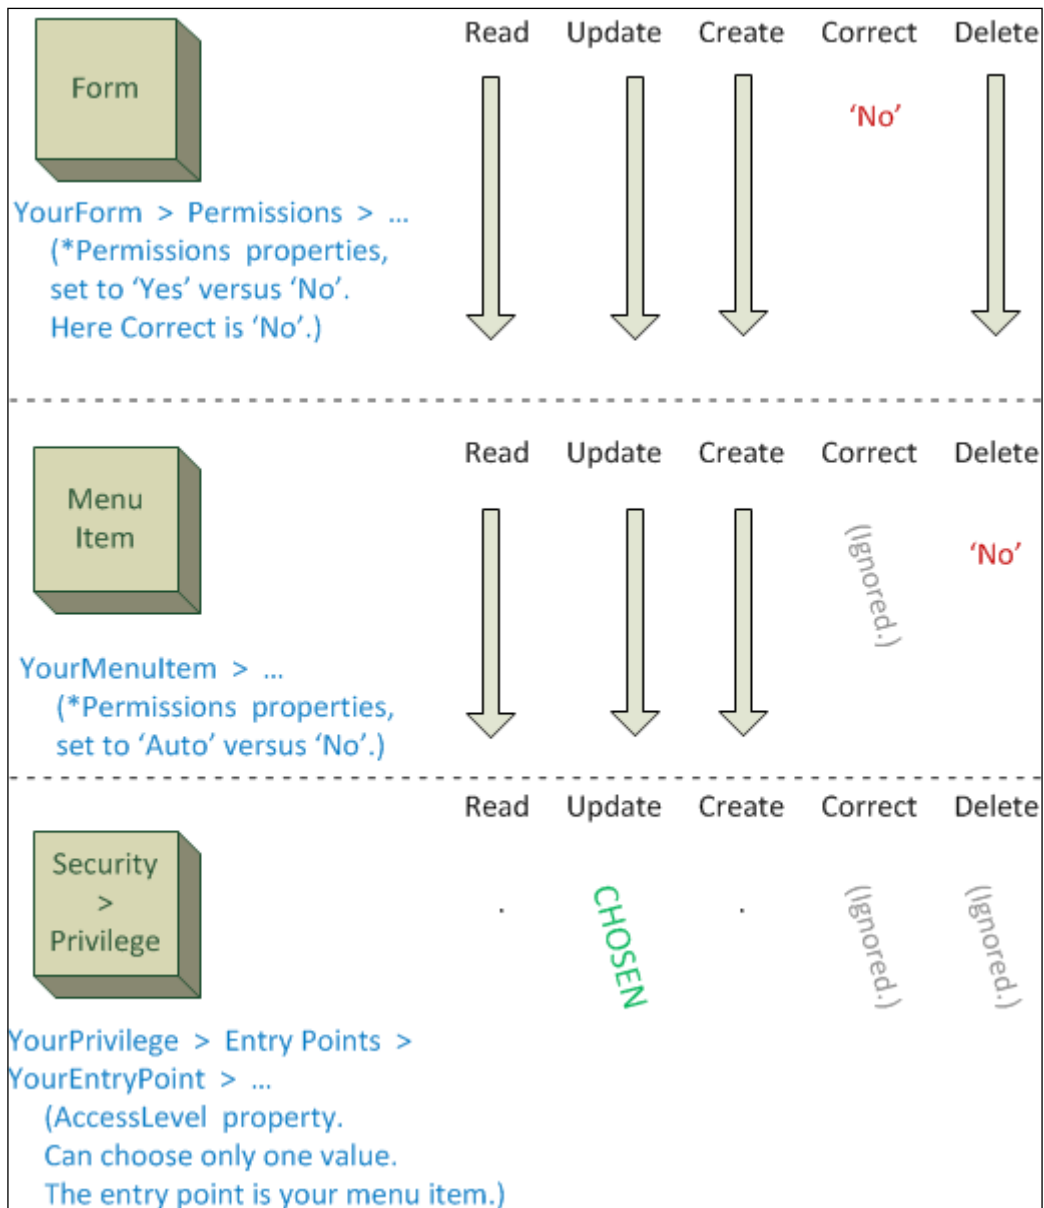 Read Update Create Correct Delete
Form
‘No’
YourForm > Permissions > ...
(*Permissions properties,
set to ‘Yes’ versus ‘No’.
Here Correct is ‘No’.)
Read Update Create Correct Delete
Menu
Item
(Ignored.)
‘No’
YourMenuItem > ...
(*Permissions properties,
set to ‘Auto’ versus ‘No’.)
Read Update Create Correct Delete
Security
>
Privilege
.
CHOSEN
.
(Ignored.)
(Ignored.)
YourPrivilege > Entry Points >
YourEntryPoint > ...
(AccessLevel property.
Can choose only one value.
The entry point is your menu item.)